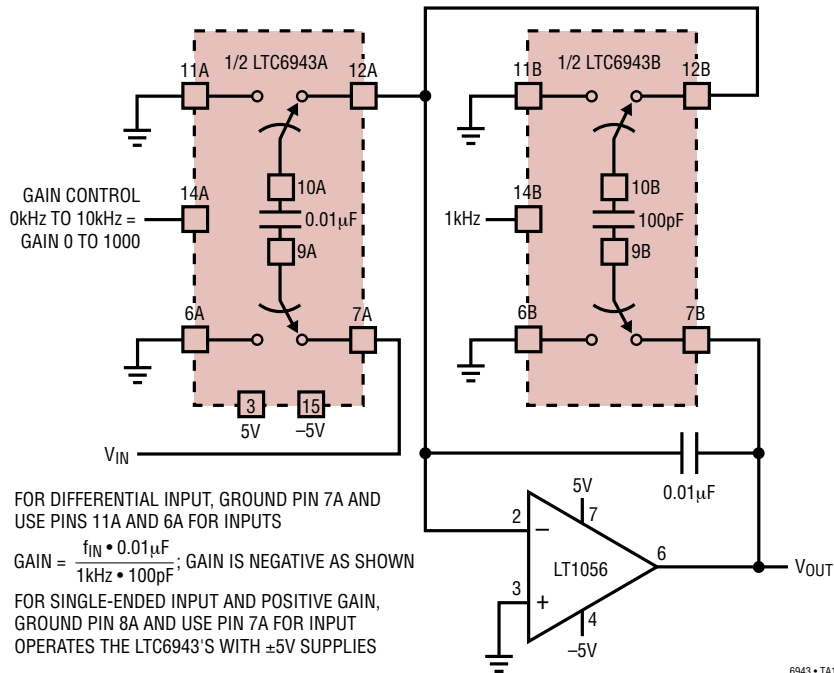 1/2 LTC6943A
1/2 LTC6943B
11A
12A
11B
12B
10A
10B
14A
14B
GAIN CONTROL
0kHz TO 10kHz =
GAIN 0 TO 1000
0.01µF
1kHz
100pF
9A
9B
6A
7A
6B
7B
3
15
5V
–5V
VIN
0.01µF
FOR DIFFERENTIAL INPUT, GROUND PIN 7A AND
USE PINS 11A AND 6A FOR INPUTS
GAIN = fIN • 0.01µF / 1kHz • 100pF; GAIN IS NEGATIVE AS SHOWN
FOR SINGLE-ENDED INPUT AND POSITIVE GAIN,
GROUND PIN 8A AND USE PIN 7A FOR INPUT
OPERATES THE LTC6943'S WITH ±5V SUPPLIES
5V
7
2
–
LT1056
6
VOUT
3
+
4
–5V
6943 • TA1